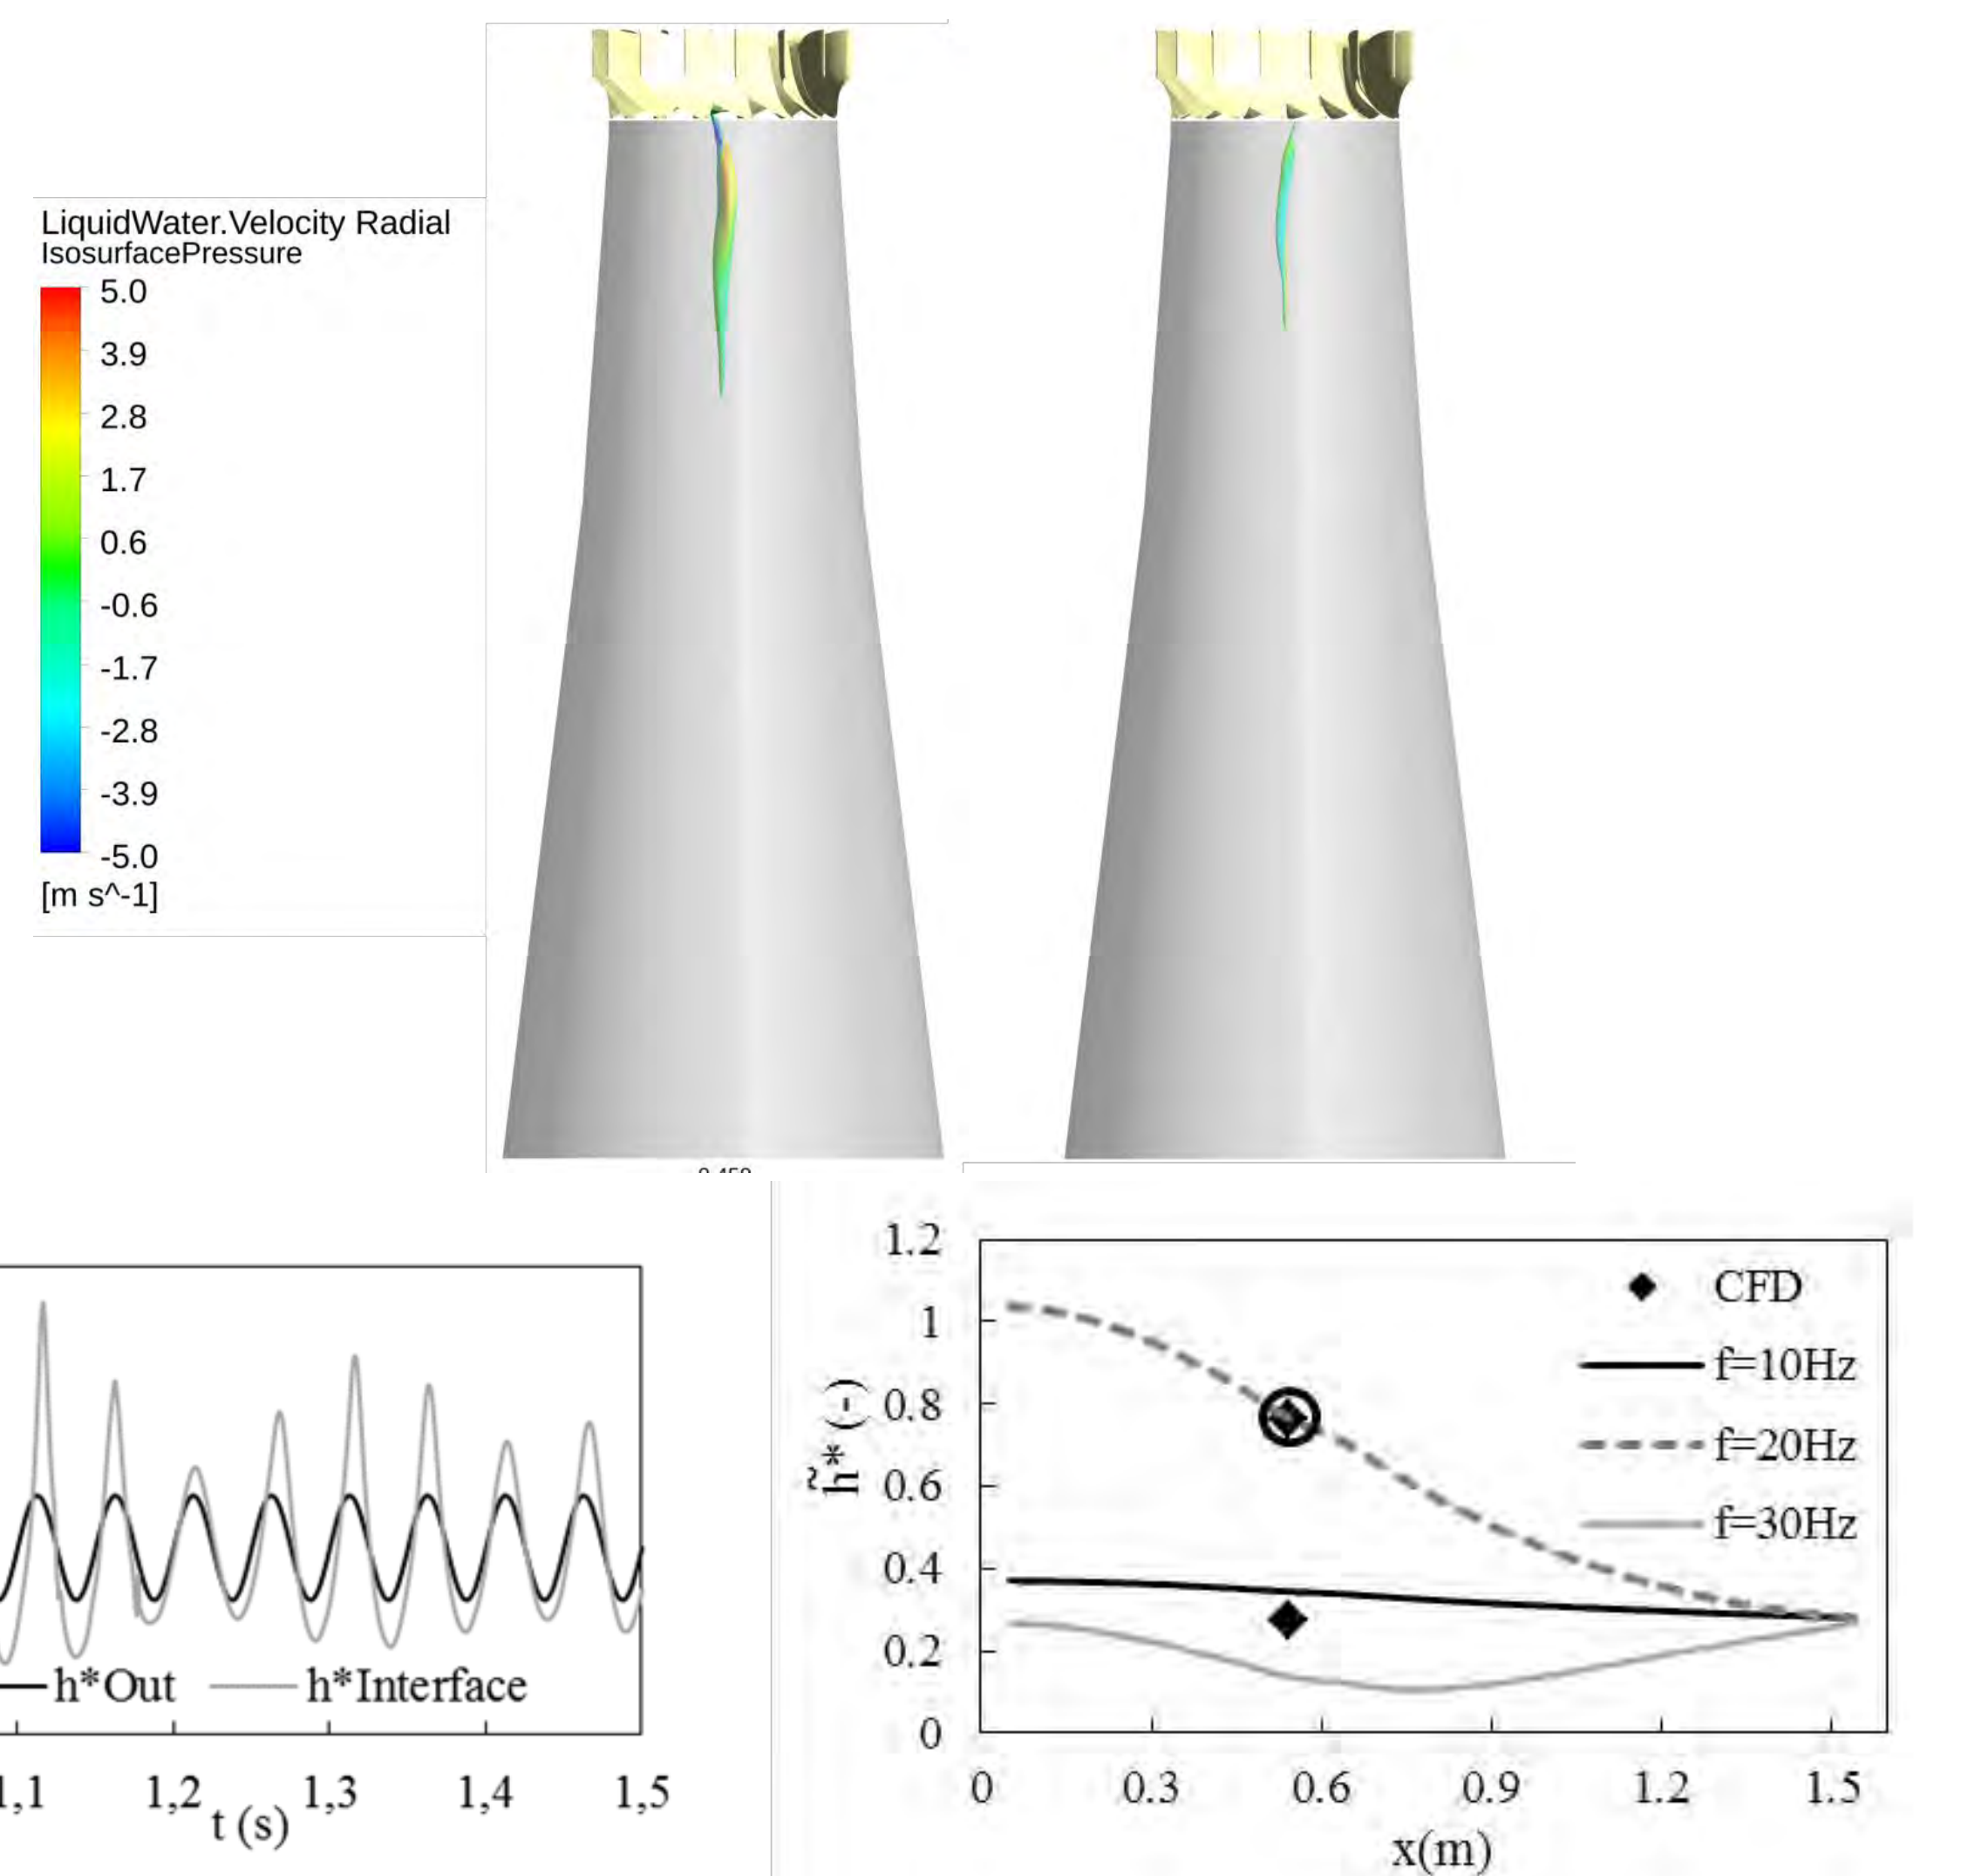 LiquidWater.Velocity Radial
IsosurfacePressure
5.0
3.9
2.8
1.7
0.6
-0.6
-1.7
-2.8
-3.9
-5.0
[m s^-1]
h*Out h*Interface
1,1 1,2 1,3 1,4 1,5
t (s)
1.2
1
0.8
0.6
0.4
0.2
0
h̃* (-)
CFD
f=10Hz
f=20Hz
f=30Hz
0 0.3 0.6 0.9 1.2 1.5
x(m)